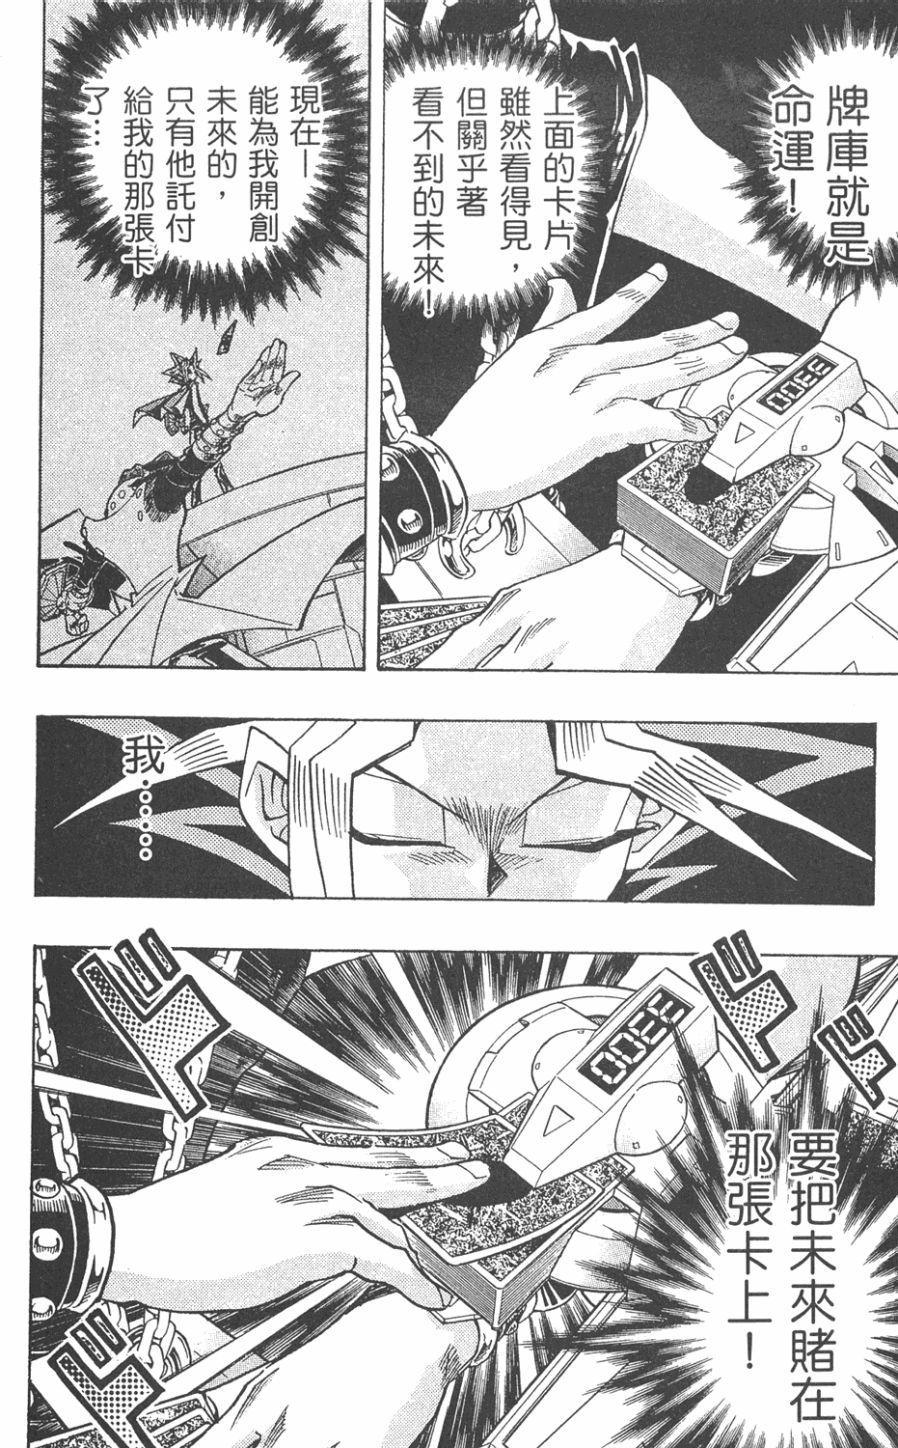 牌庫就是
命運！
上面的卡片
雖然看得見，
但關乎著
看不到的未來！
現在—
能為我開創
未來的，
只有他託付
給我的那張卡
了…
我……
要把未來賭在
那張卡上！